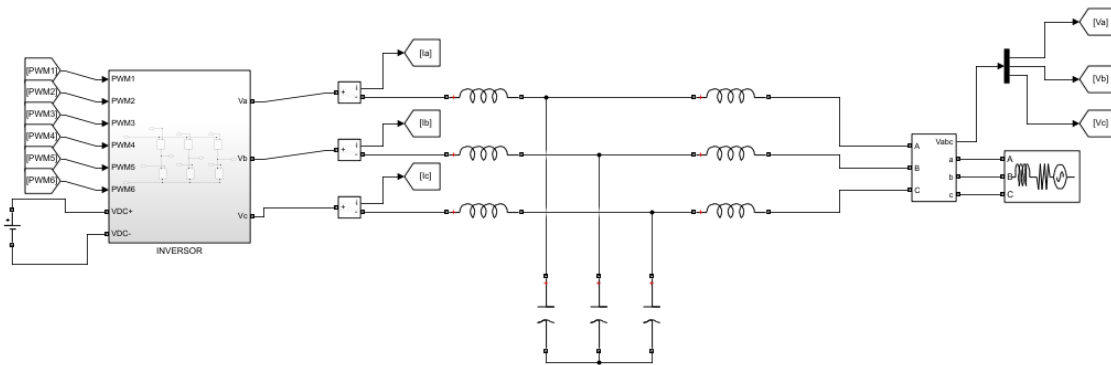 [PWM1]
[PWM2]
[PWM3]
[PWM4]
[PWM5]
[PWM6]
PWM1
PWM2
PWM3
PWM4
PWM5
PWM6
VDC+
VDC-
Va
Vb
Vc
INVERSOR
+
-
i
[Ia]
+
-
i
[Ib]
+
-
i
[Ic]
A
B
C
Vabc
a
b
c
A
B
C
[Va]
[Vb]
[Vc]